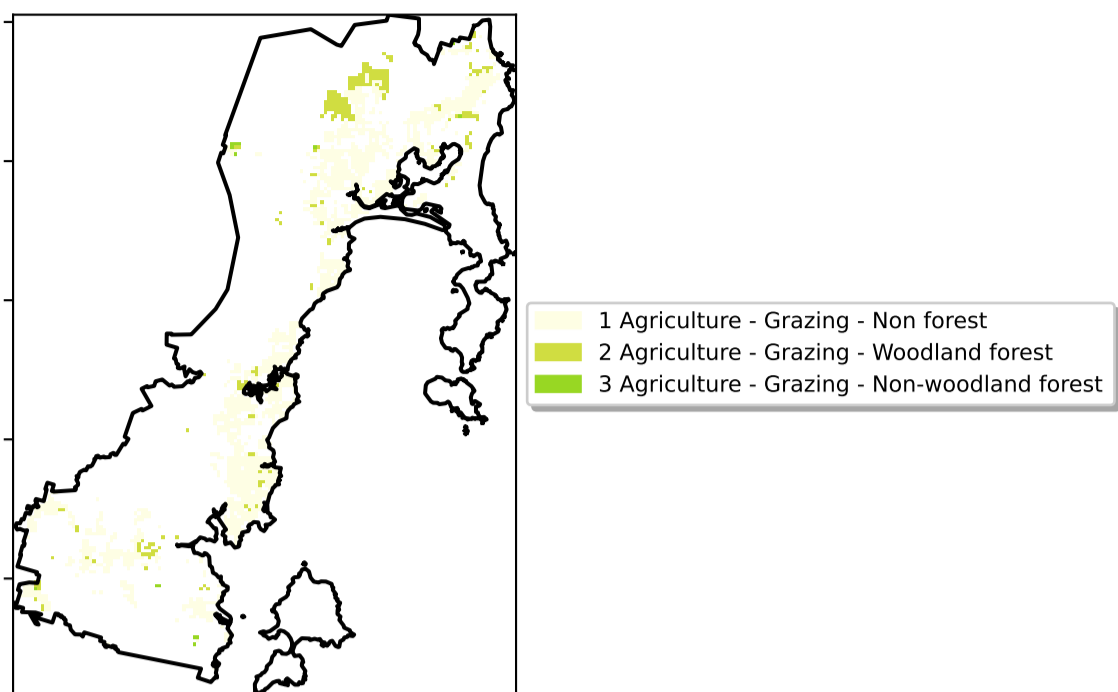 1 Agriculture - Grazing - Non forest
2 Agriculture - Grazing - Woodland forest
3 Agriculture - Grazing - Non-woodland forest